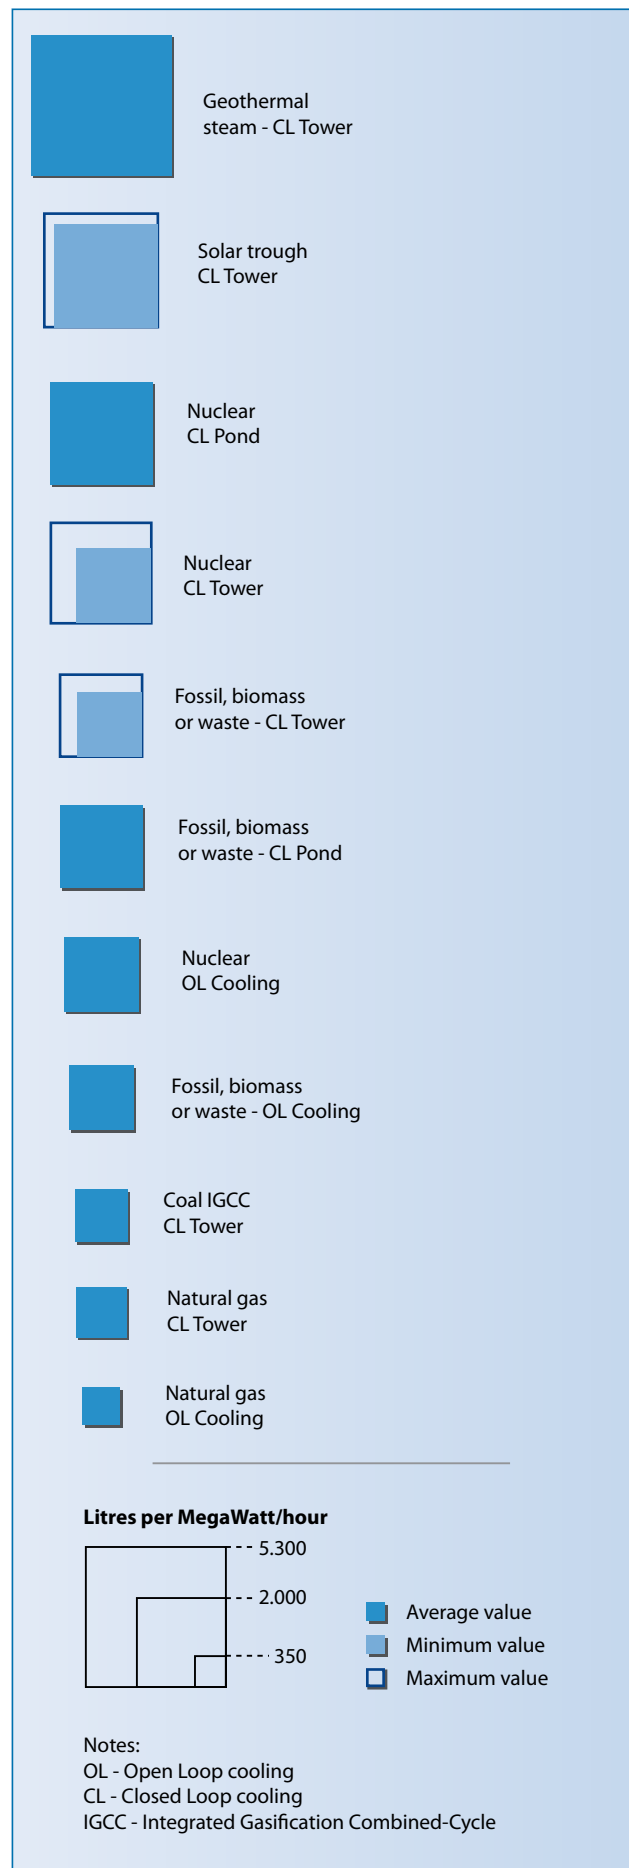 Geothermal
steam - CL Tower
Solar trough
CL Tower
Nuclear
CL Pond
Nuclear
CL Tower
Fossil, biomass
or waste - CL Tower
Fossil, biomass
or waste - CL Pond
Nuclear
OL Cooling
Fossil, biomass
or waste - OL Cooling
Coal IGCC
CL Tower
Natural gas
CL Tower
Natural gas
OL Cooling
Litres per MegaWatt/hour
5.300
2.000
350
Average value
Minimum value
Maximum value
Notes:
OL - Open Loop cooling
CL - Closed Loop cooling
IGCC - Integrated Gasification Combined-Cycle